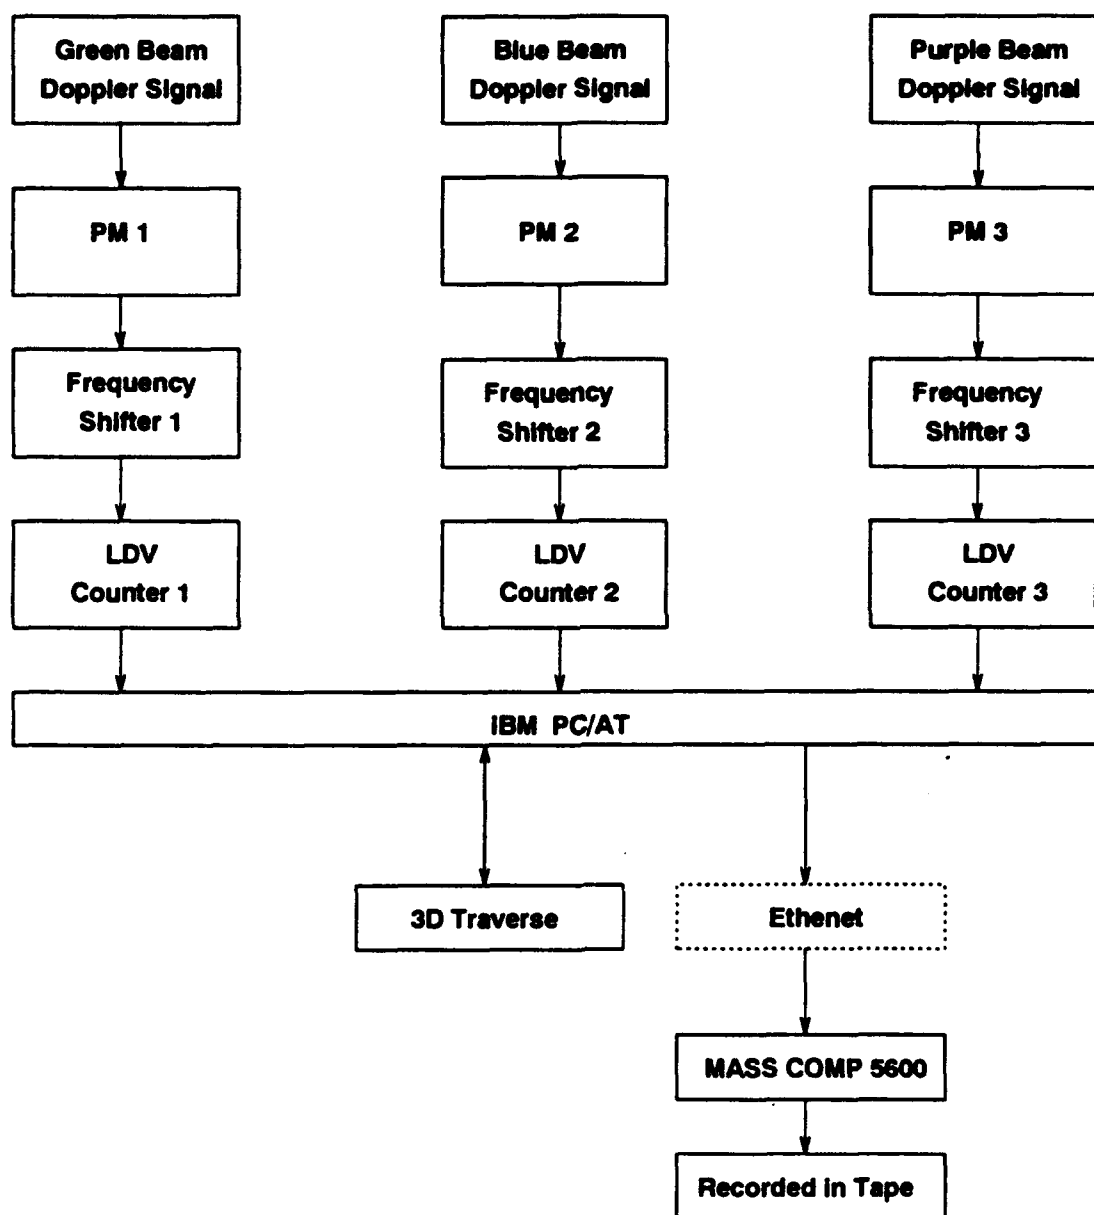 Green Beam
Doppler Signal
Blue Beam
Doppler Signal
Purple Beam
Doppler Signal
PM 1
PM 2
PM 3
Frequency
Shifter 1
Frequency
Shifter 2
Frequency
Shifter 3
LDV
Counter 1
LDV
Counter 2
LDV
Counter 3
IBM PC/AT
3D Traverse
Ethenet
MASS COMP 5600
Recorded in Tape